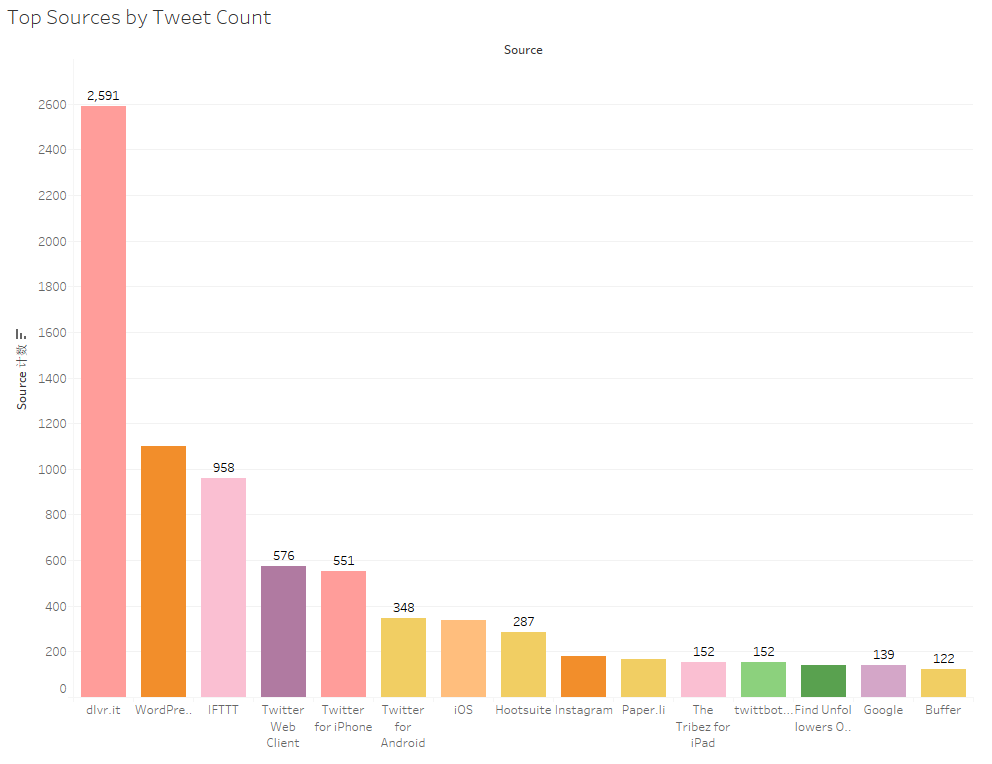 Top Sources by Tweet Count
Source
2,591
958
576
551
348
287
152
152
139
122
2600
2400
2200
2000
1800
1600
1400
1200
1000
800
600
400
200
0
Source 计数
dlvr.it
WordPre..
IFTTT
Twitter
Web
Client
Twitter
for iPhone
Twitter
for
Android
iOS
Hootsuite
Instagram
Paper.li
The
Tribez for
iPad
twittbot...
Find Unfol
lowers O..
Google
Buffer